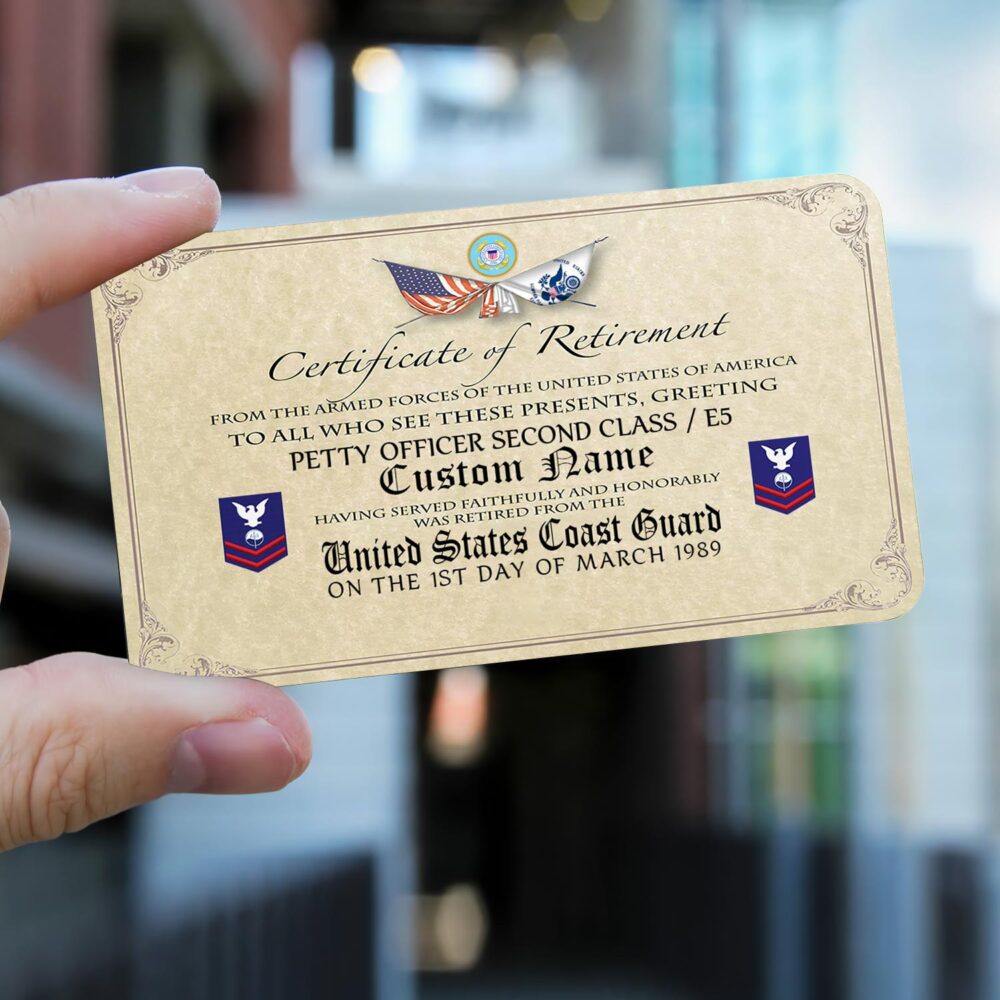 Certificate of Retirement
FROM THE ARMED FORCES OF THE UNITED STATES OF AMERICA
TO ALL WHO SEE THESE PRESENTS, GREETING
PETTY OFFICER SECOND CLASS / E5
Custom Name
HAVING SERVED FAITHFULLY AND HONORABLY
WAS RETIRED FROM THE
United States Coast Guard
ON THE 1ST DAY OF MARCH 1989